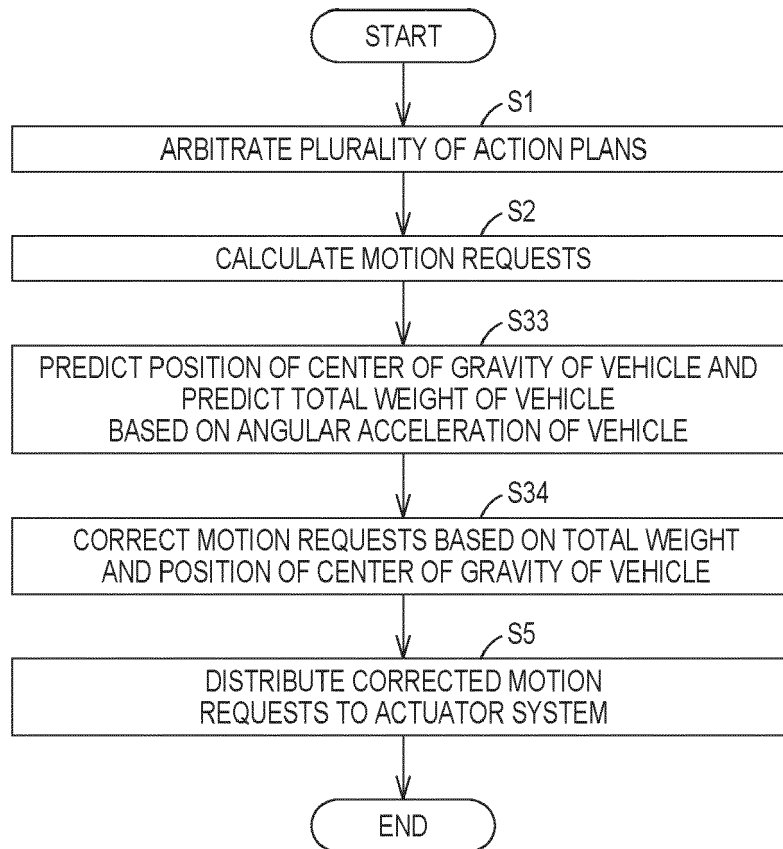 START
S1
ARBITRATE PLURALITY OF ACTION PLANS
S2
CALCULATE MOTION REQUESTS
S33
PREDICT POSITION OF CENTER OF GRAVITY OF VEHICLE AND
PREDICT TOTAL WEIGHT OF VEHICLE
BASED ON ANGULAR ACCELERATION OF VEHICLE
S34
CORRECT MOTION REQUESTS BASED ON TOTAL WEIGHT
AND POSITION OF CENTER OF GRAVITY OF VEHICLE
S5
DISTRIBUTE CORRECTED MOTION
REQUESTS TO ACTUATOR SYSTEM
END